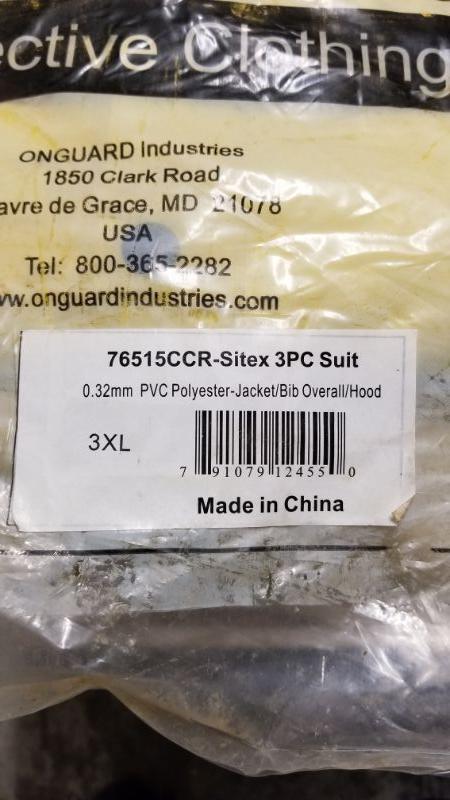 ective Clothing
ONGUARD Industries
1850 Clark Road
avre de Grace, MD 21078
USA
Tel: 800-365-2282
ww.onguardindustries.com
76515CCR-Sitex 3PC Suit
0.32mm PVC Polyester-Jacket/Bib Overall/Hood
3XL
7 91079 12455 0
Made in China